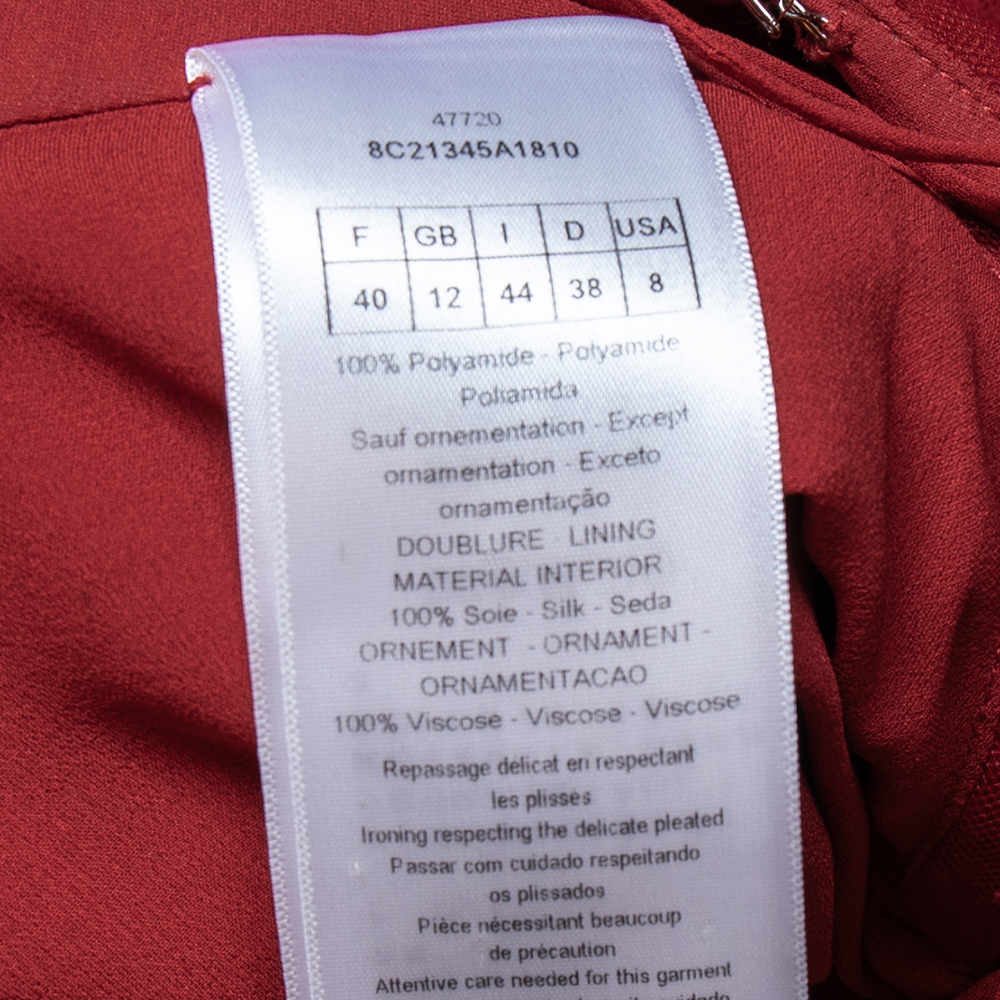 47720
8C21345A1810
F GB I D USA
40 12 44 38 8
100% Polyamide - Polyamide -
Poliamida
Sauf ornementation - Except
ornamentation - Exceto
ornamentação
DOUBLURE LINING
MATERIAL INTERIOR
100% Soie - Silk - Seda
ORNEMENT - ORNAMENT -
ORNAMENTACAO
100% Viscose - Viscose - Viscose
Repassage délicat en respectant
les plisses
Ironing respecting the delicate pleated
Passar com cuidado respeitando
os plissados
Pièce nécessitant beaucoup
de précaution
Attentive care needed for this garment